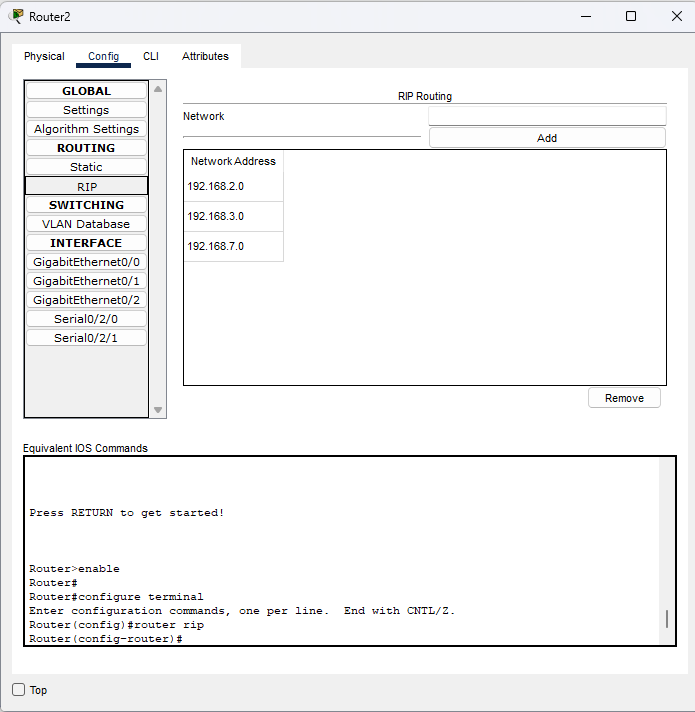 Router2
Physical Config CLI Attributes
GLOBAL
Settings
Algorithm Settings
ROUTING
Static
RIP
SWITCHING
VLAN Database
INTERFACE
GigabitEthernet0/0
GigabitEthernet0/1
GigabitEthernet0/2
Serial0/2/0
Serial0/2/1
RIP Routing
Network
Add
Network Address
192.168.2.0
192.168.3.0
192.168.7.0
Remove
Equivalent IOS Commands
Press RETURN to get started!
Router>enable
Router#
Router#configure terminal
Enter configuration commands, one per line.  End with CNTL/Z.
Router(config)#router rip
Router(config-router)#
Top